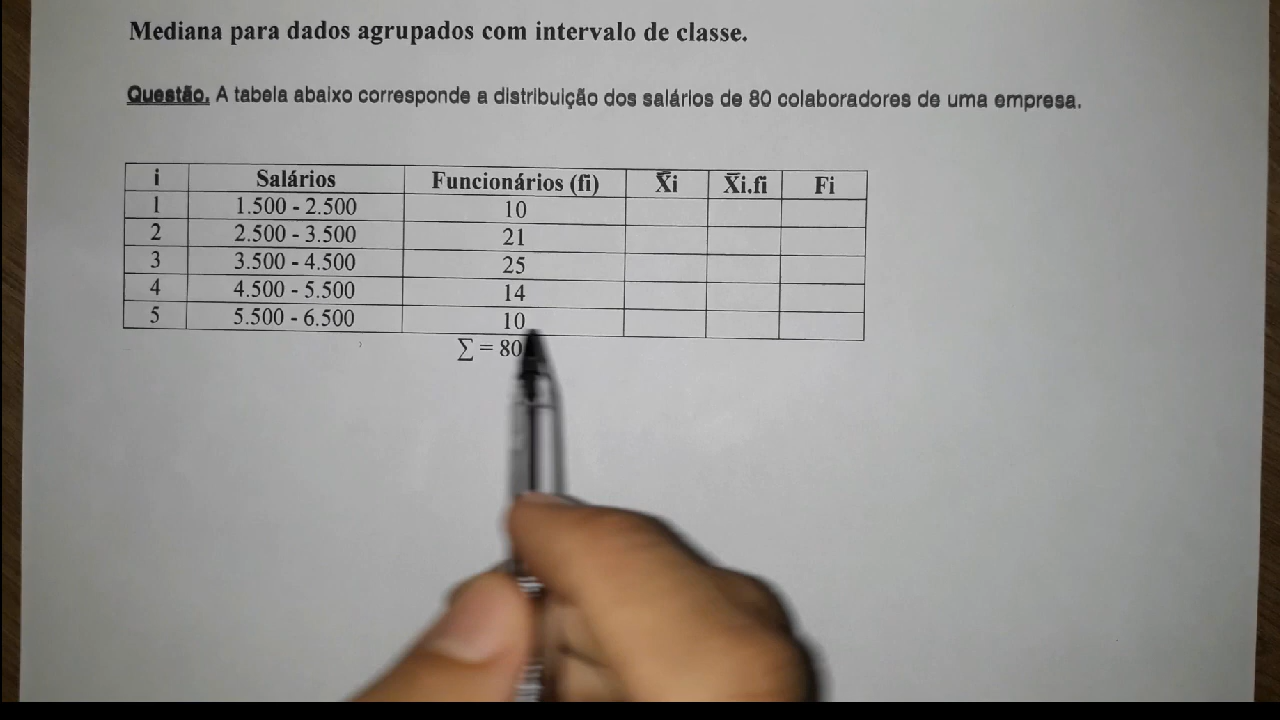 Mediana para dados agrupados com intervalo de classe.
Questão. A tabela abaixo corresponde a distribuição dos salários de 80 colaboradores de uma empresa.
i Salários Funcionários (fi) X̄i X̄i.fi Fi
1 1.500 - 2.500 10
2 2.500 - 3.500 21
3 3.500 - 4.500 25
4 4.500 - 5.500 14
5 5.500 - 6.500 10
∑ = 80